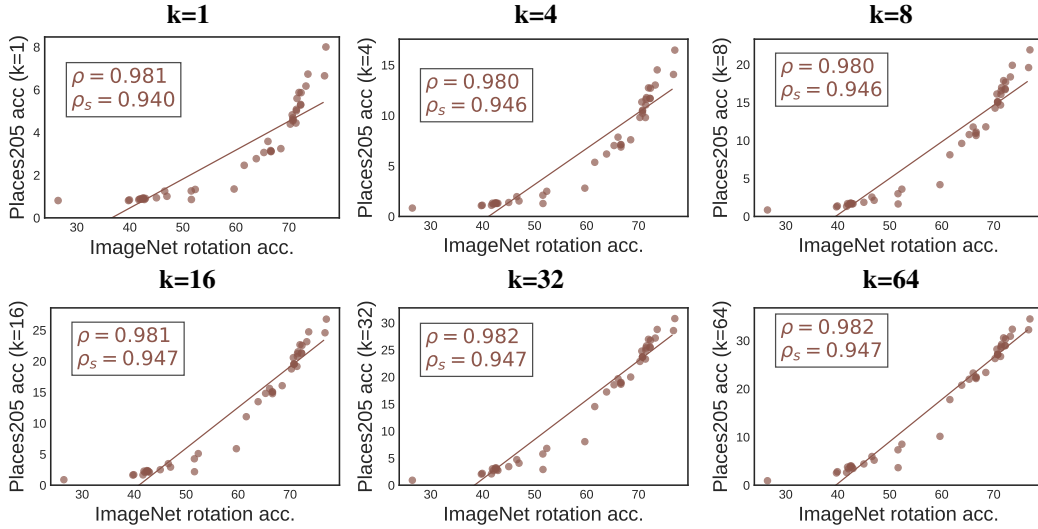 k=1
k=4
k=8
Places205 acc (k=1)
8
6
4
2
0
ρ = 0.981
ρs = 0.940
30 40 50 60 70
ImageNet rotation acc.
Places205 acc (k=4)
15
10
5
0
ρ = 0.980
ρs = 0.946
30 40 50 60 70
ImageNet rotation acc.
Places205 acc (k=8)
20
15
10
5
0
ρ = 0.980
ρs = 0.946
30 40 50 60 70
ImageNet rotation acc.
k=16
k=32
k=64
Places205 acc (k=16)
25
20
15
10
5
0
ρ = 0.981
ρs = 0.947
30 40 50 60 70
ImageNet rotation acc.
Places205 acc (k=32)
30
25
20
15
10
5
0
ρ = 0.982
ρs = 0.947
30 40 50 60 70
ImageNet rotation acc.
Places205 acc (k=64)
30
20
10
0
ρ = 0.982
ρs = 0.947
30 40 50 60 70
ImageNet rotation acc.